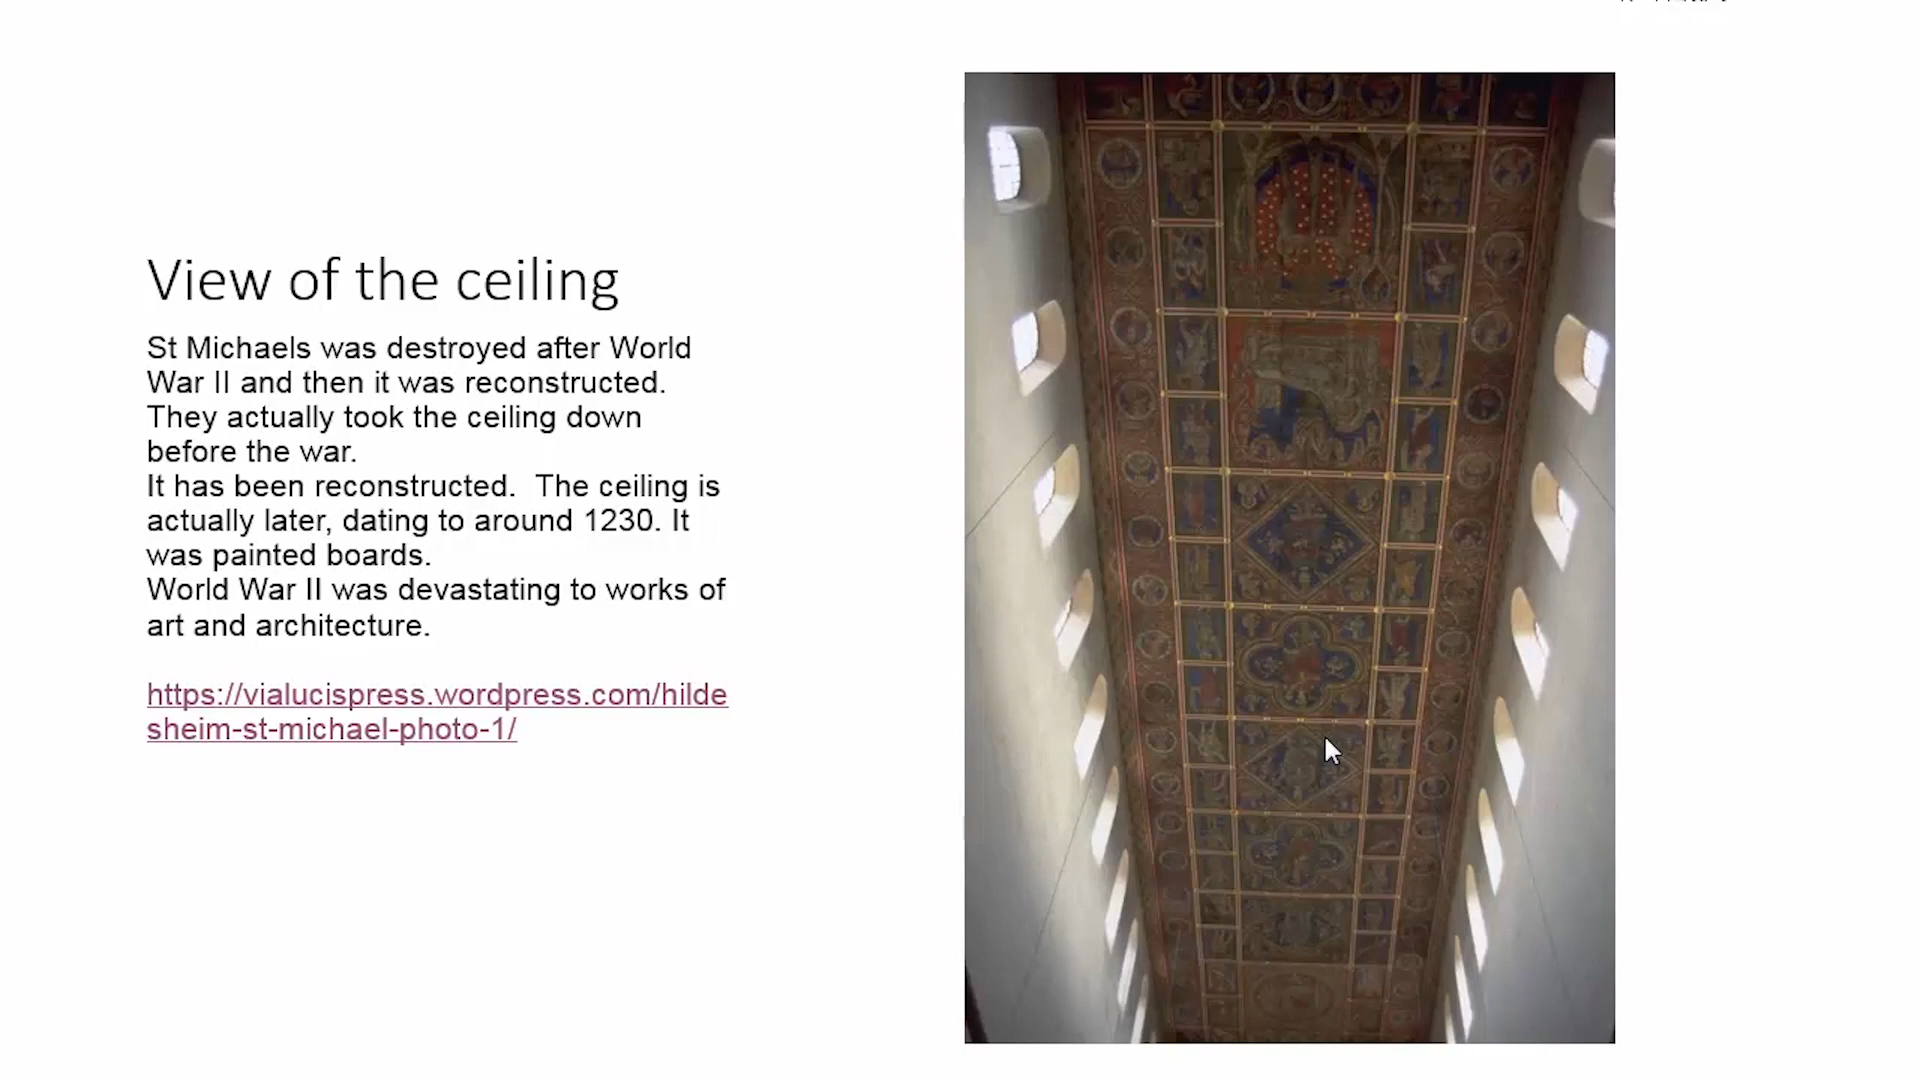 View of the ceiling
St Michaels was destroyed after World
War II and then it was reconstructed.
They actually took the ceiling down
before the war.
It has been reconstructed.  The ceiling is
actually later, dating to around 1230. It
was painted boards.
World War II was devastating to works of
art and architecture.
https://vialucispress.wordpress.com/hilde
sheim-st-michael-photo-1/